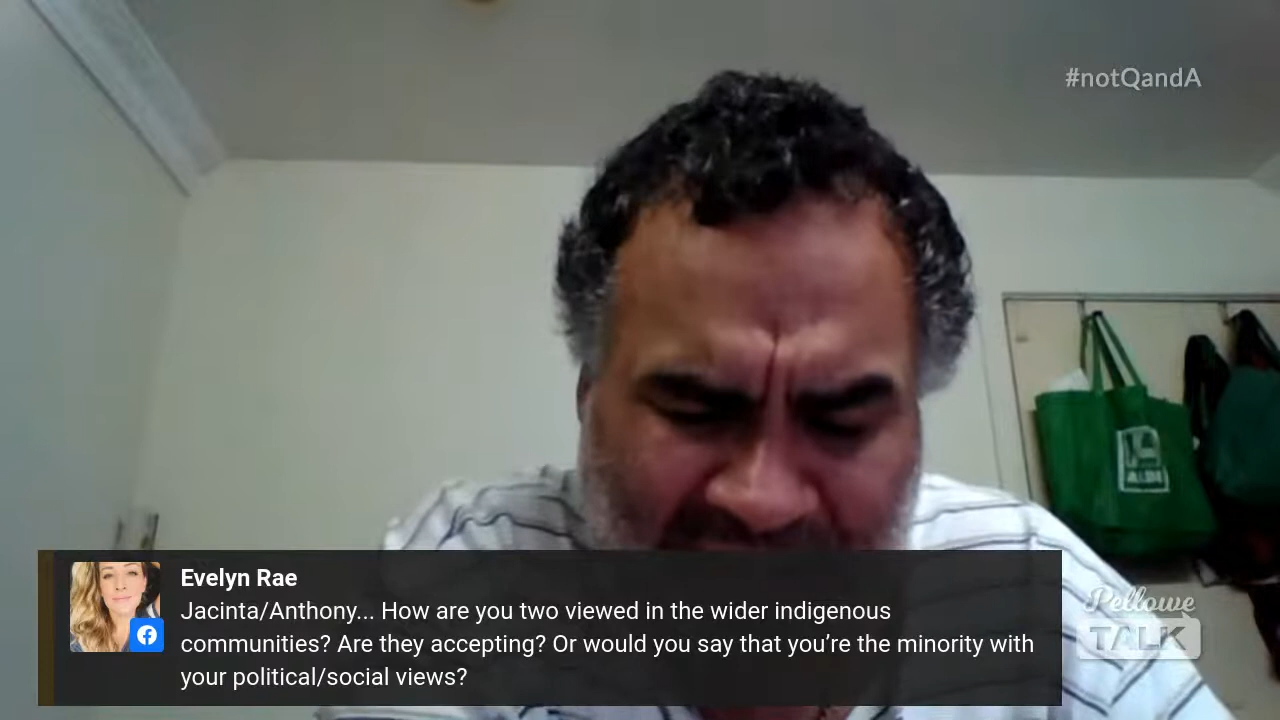 #notQandA
ALDI
Evelyn Rae
Jacinta/Anthony... How are you two viewed in the wider indigenous
communities? Are they accepting? Or would you say that you’re the minority with
your political/social views?
Pellowe
TALK